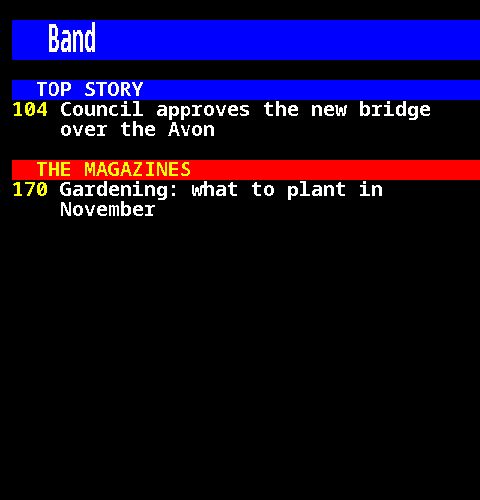 Band
TOP STORY
104 Council approves the new bridge
over the Avon
THE MAGAZINES
170 Gardening: what to plant in
November